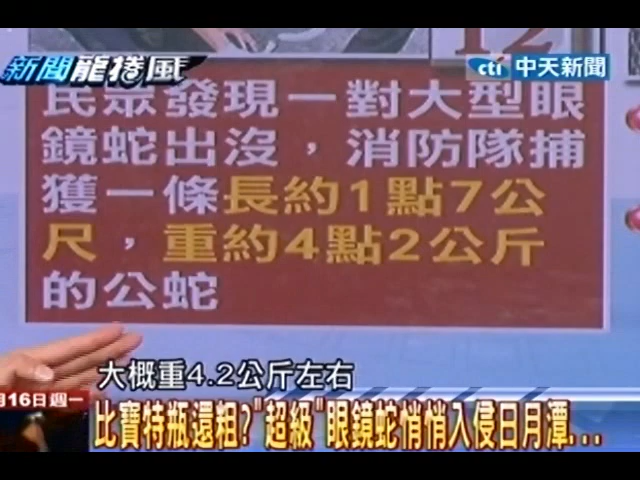 新聞龍捲風
12
cti 中天新聞
民眾發現一對大型眼
鏡蛇出沒，消防隊捕
獲一條長約1點7公
尺，重約4點2公斤
的公蛇
大概重4.2公斤左右
月16日週一
比寶特瓶還粗?"超級"眼鏡蛇悄悄入侵日月潭...